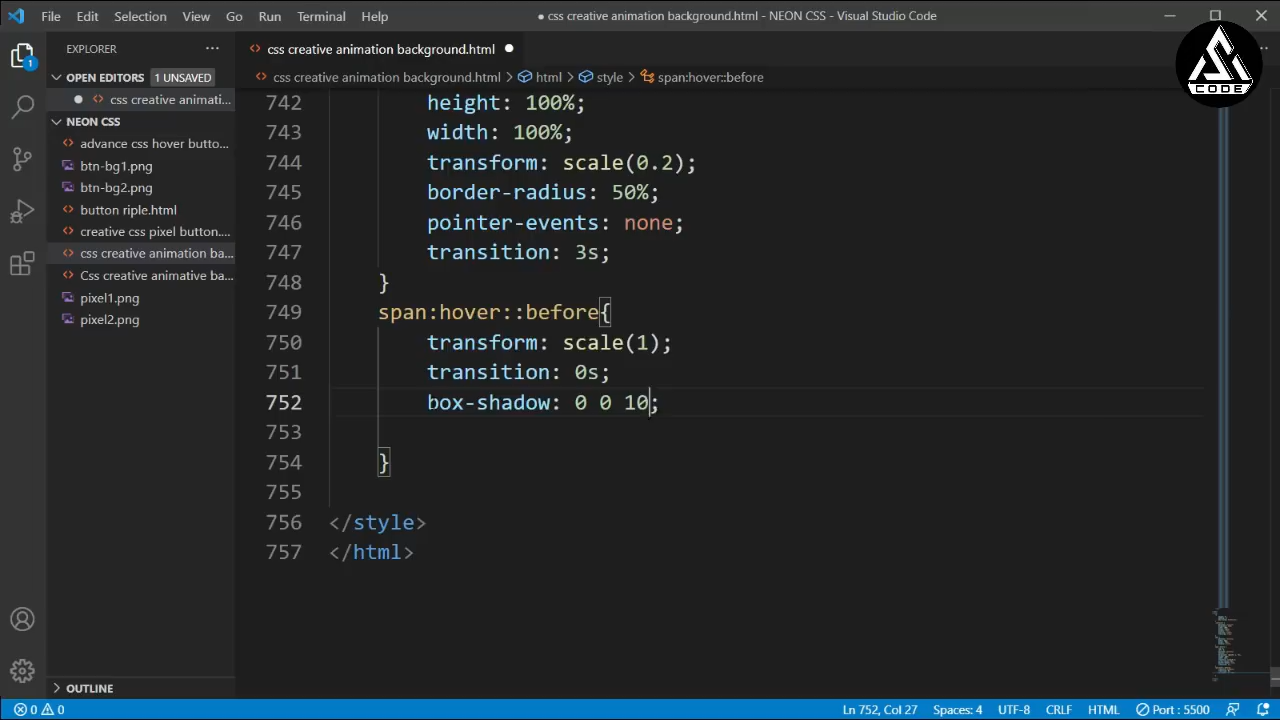 File Edit Selection View Go Run Terminal Help
● css creative animation background.html - NEON CSS - Visual Studio Code
EXPLORER
css creative animation background.html
OPEN EDITORS 1 UNSAVED
css creative animati...
NEON CSS
advance css hover butto...
btn-bg1.png
btn-bg2.png
button riple.html
creative css pixel button....
css creative animation ba...
Css creative animative ba...
pixel1.png
pixel2.png
OUTLINE
css creative animation background.html > html > style > span:hover::before
742 height: 100%;
743 width: 100%;
744 transform: scale(0.2);
745 border-radius: 50%;
746 pointer-events: none;
747 transition: 3s;
748 }
749 span:hover::before{
750 transform: scale(1);
751 transition: 0s;
752 box-shadow: 0 0 10;
753
754 }
755
756 </style>
757 </html>
CODE
1
0 0
Ln 752, Col 27 Spaces: 4 UTF-8 CRLF HTML Port : 5500